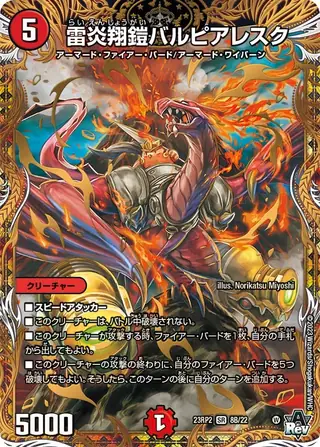 5
らいえんしょうがい
雷炎翔鎧バルピアレスク
アーマード・ファイアー・バード/アーマード・ワイバーン
illus. Norikatsu Miyoshi
クリーチャー
■スピードアタッカー
■このクリーチャーは、バトル中破壊されない。
■このクリーチャーが攻撃する時、ファイアー・バードを1枚、自分の手札
から出してもよい。
■このクリーチャーの攻撃の終わりに、自分のファイアー・バードを5つ
破壊してもよい:そうしたら、このターンの後に自分のターンを追加する。
5000
1
23RP2 SR 8B/22 W
Rev